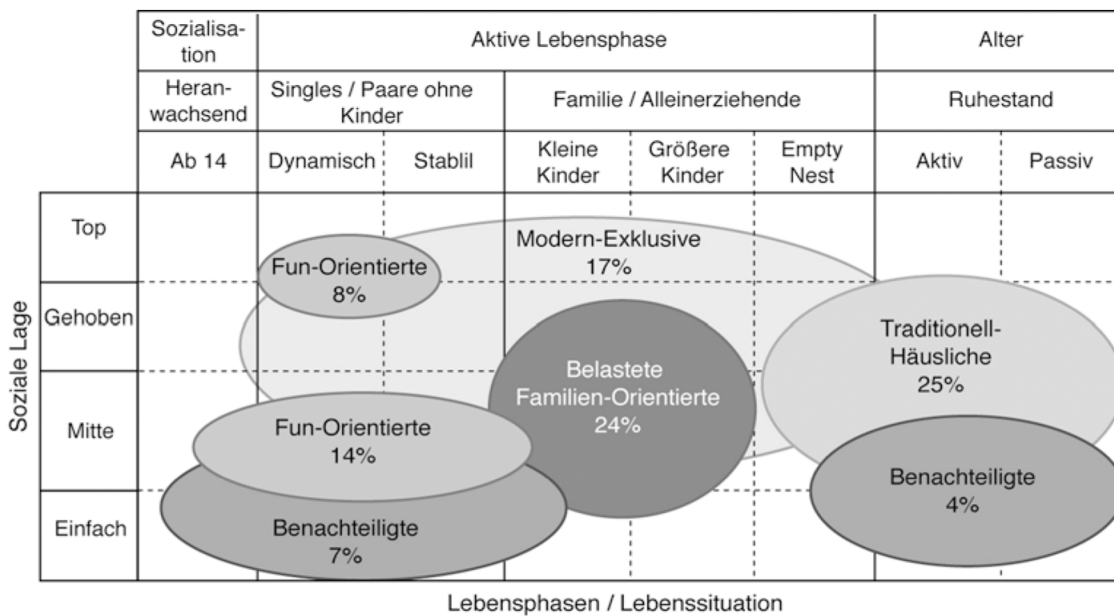 Sozialisa-
tion
Aktive Lebensphase
Alter
Heran-
wachsend
Singles / Paare ohne
Kinder
Familie / Alleinerziehende
Ruhestand
Ab 14
Dynamisch
Stablil
Kleine
Kinder
Größere
Kinder
Empty
Nest
Aktiv
Passiv
Soziale Lage
Top
Gehoben
Mitte
Einfach
Modern-Exklusive
17%
Fun-Orientierte
8%
Traditionell-
Häusliche
25%
Belastete
Familien-Orientierte
24%
Fun-Orientierte
14%
Benachteiligte
4%
Benachteiligte
7%
Lebensphasen / Lebenssituation